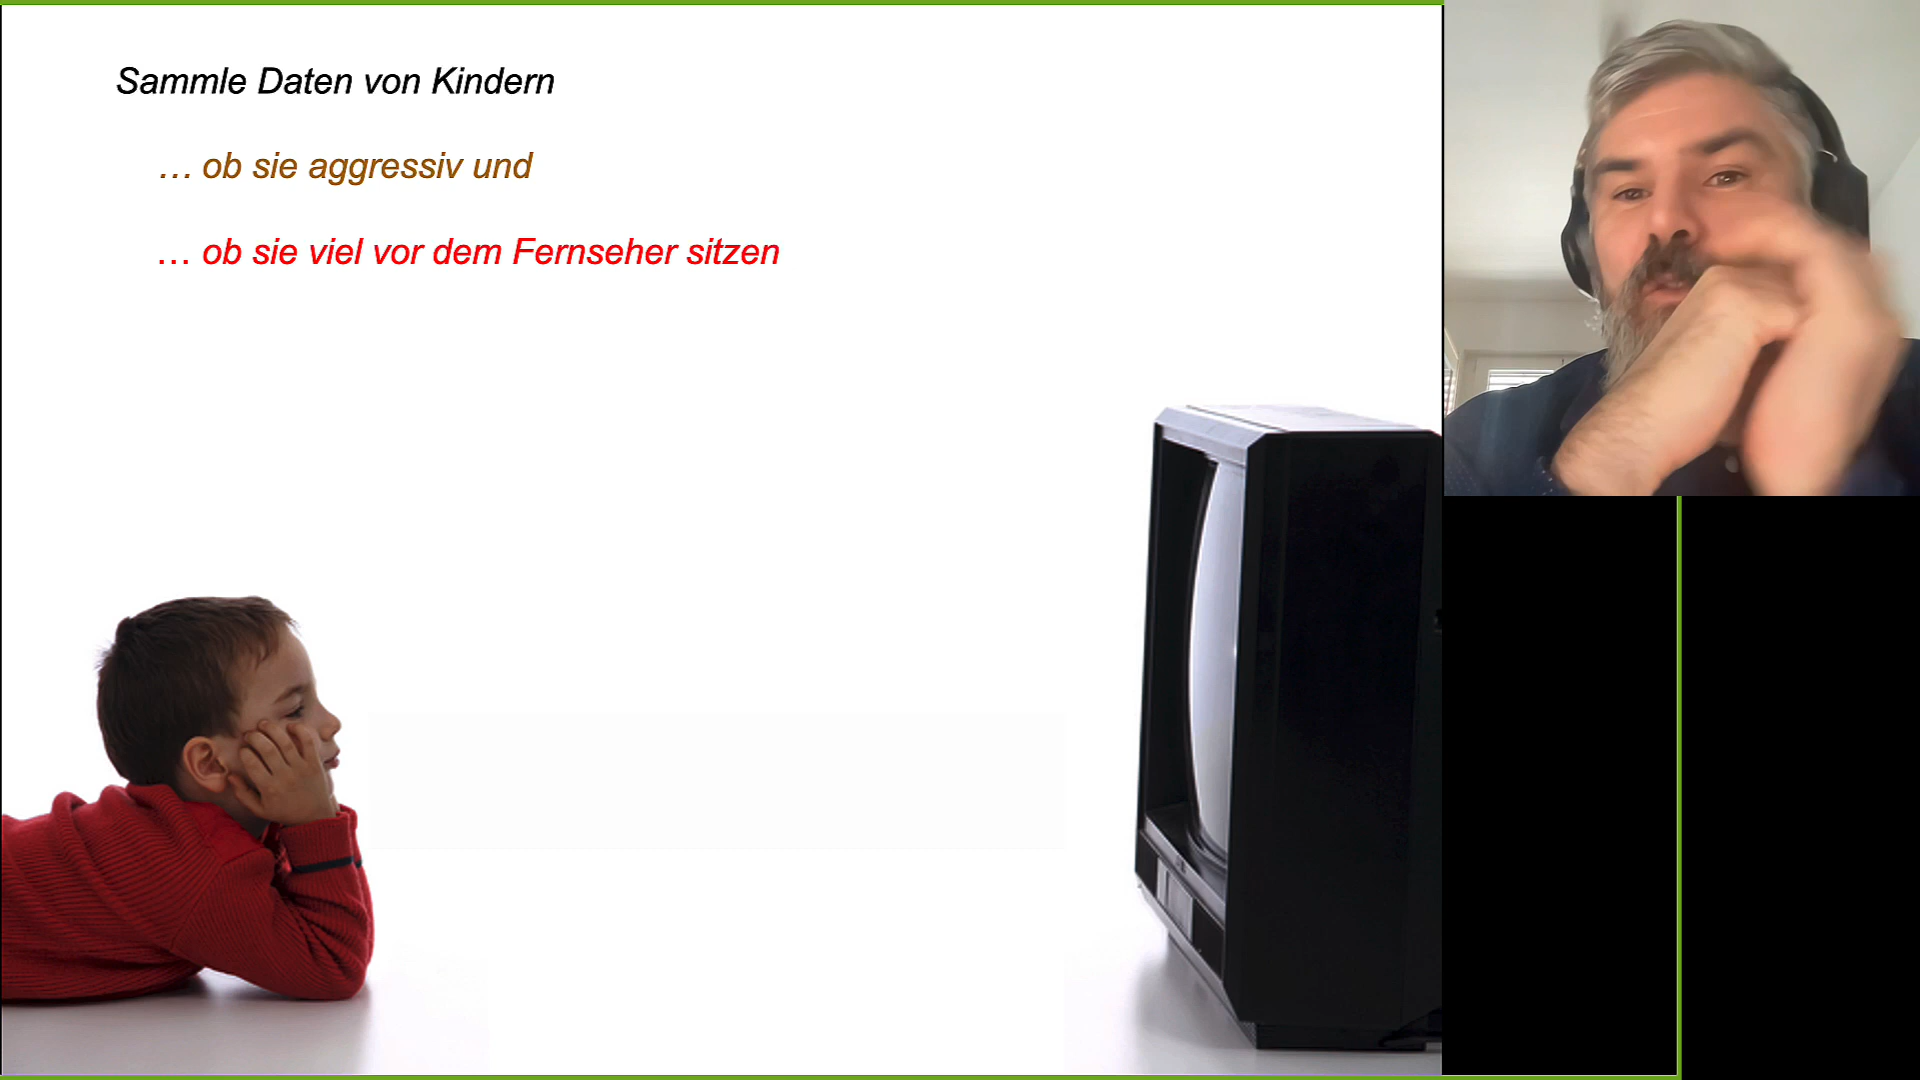 Sammle Daten von Kindern
… ob sie aggressiv und
… ob sie viel vor dem Fernseher sitzen